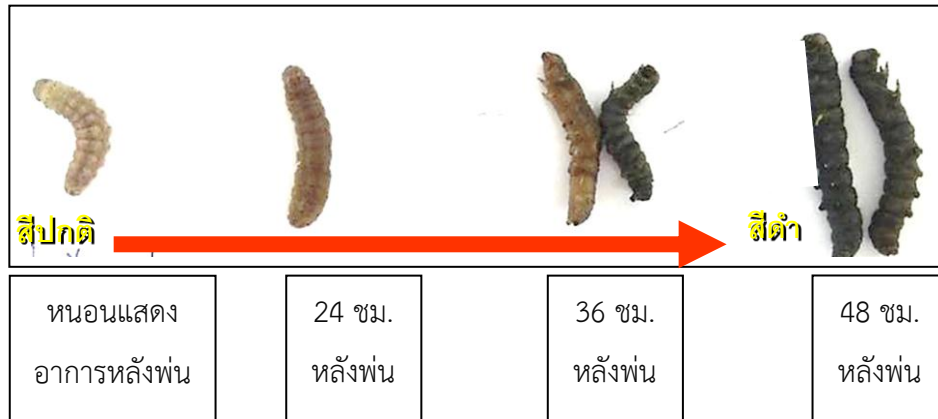 สีปกติ
สีดำ
หนอนแสดง
อาการหลังพ่น
24 ชม.
หลังพ่น
36 ชม.
หลังพ่น
48 ชม.
หลังพ่น